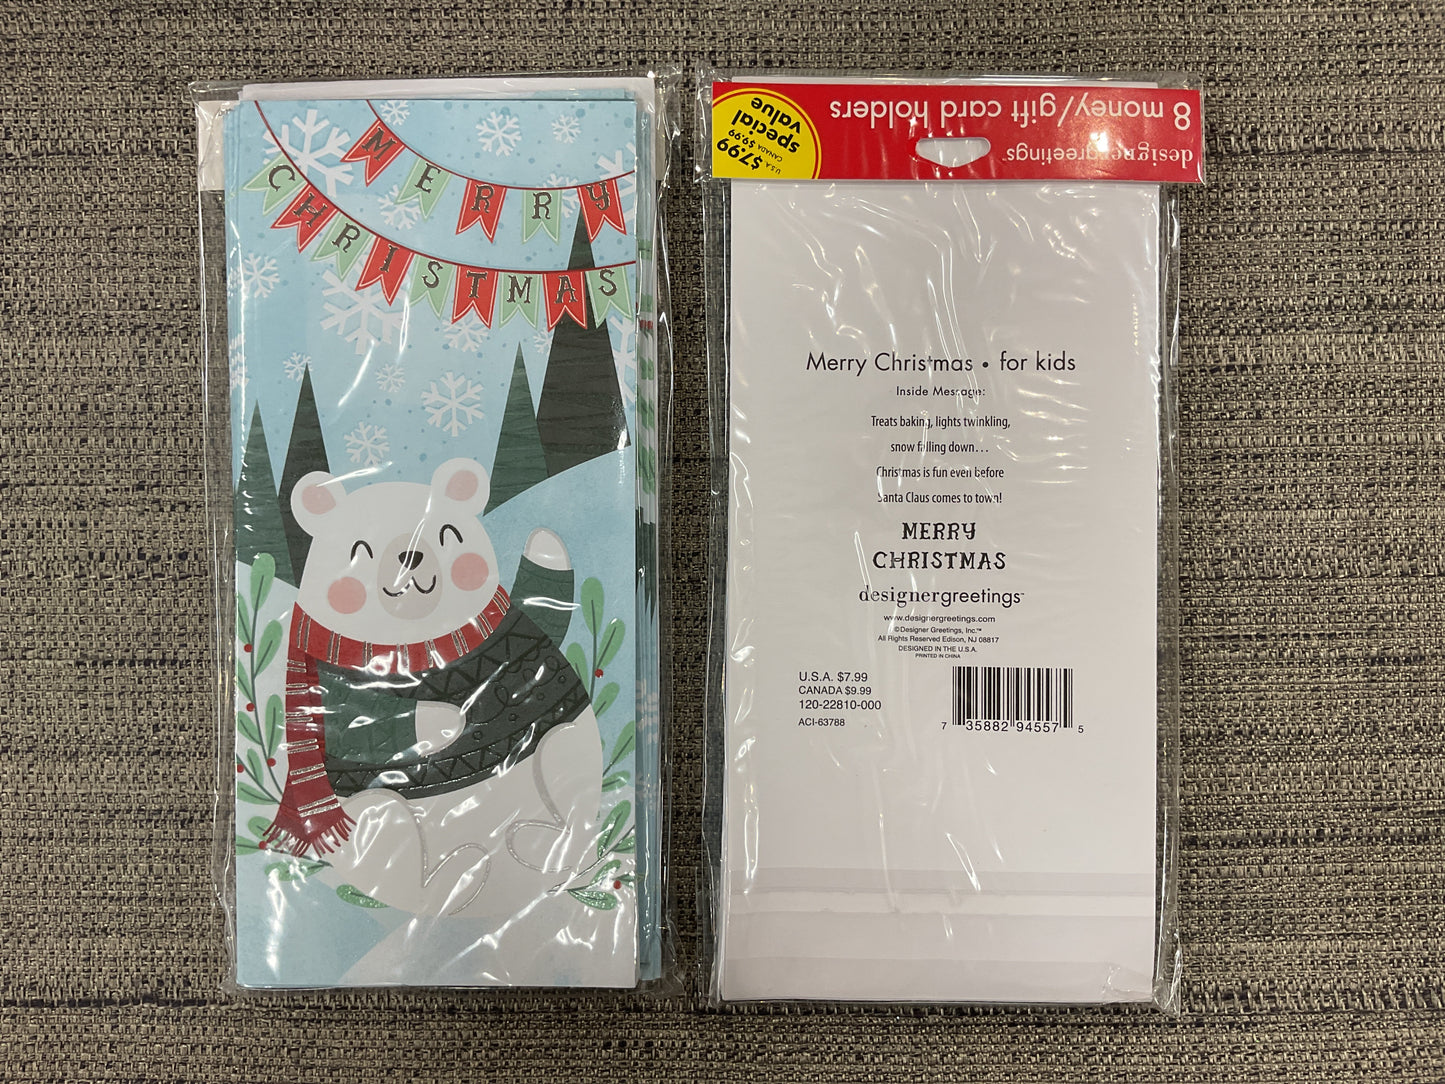 MERRY
CHRISTMAS
8 money/gift card holders
designergreetings™
U.S.A. $7.99
CANADA $9.99
special
value
Merry Christmas • for kids
Inside Message:
Treats baking, lights twinkling,
snow falling down…
Christmas is fun even before
Santa Claus comes to town!
MERRY
CHRISTMAS
designergreetings™
www.designergreetings.com
©Designer Greetings, Inc.™
All Rights Reserved Edison, NJ 08817
DESIGNED IN THE U.S.A.
PRINTED IN CHINA
U.S.A. $7.99
CANADA $9.99
120-22810-000
ACI-63788
7 35882 94557 5